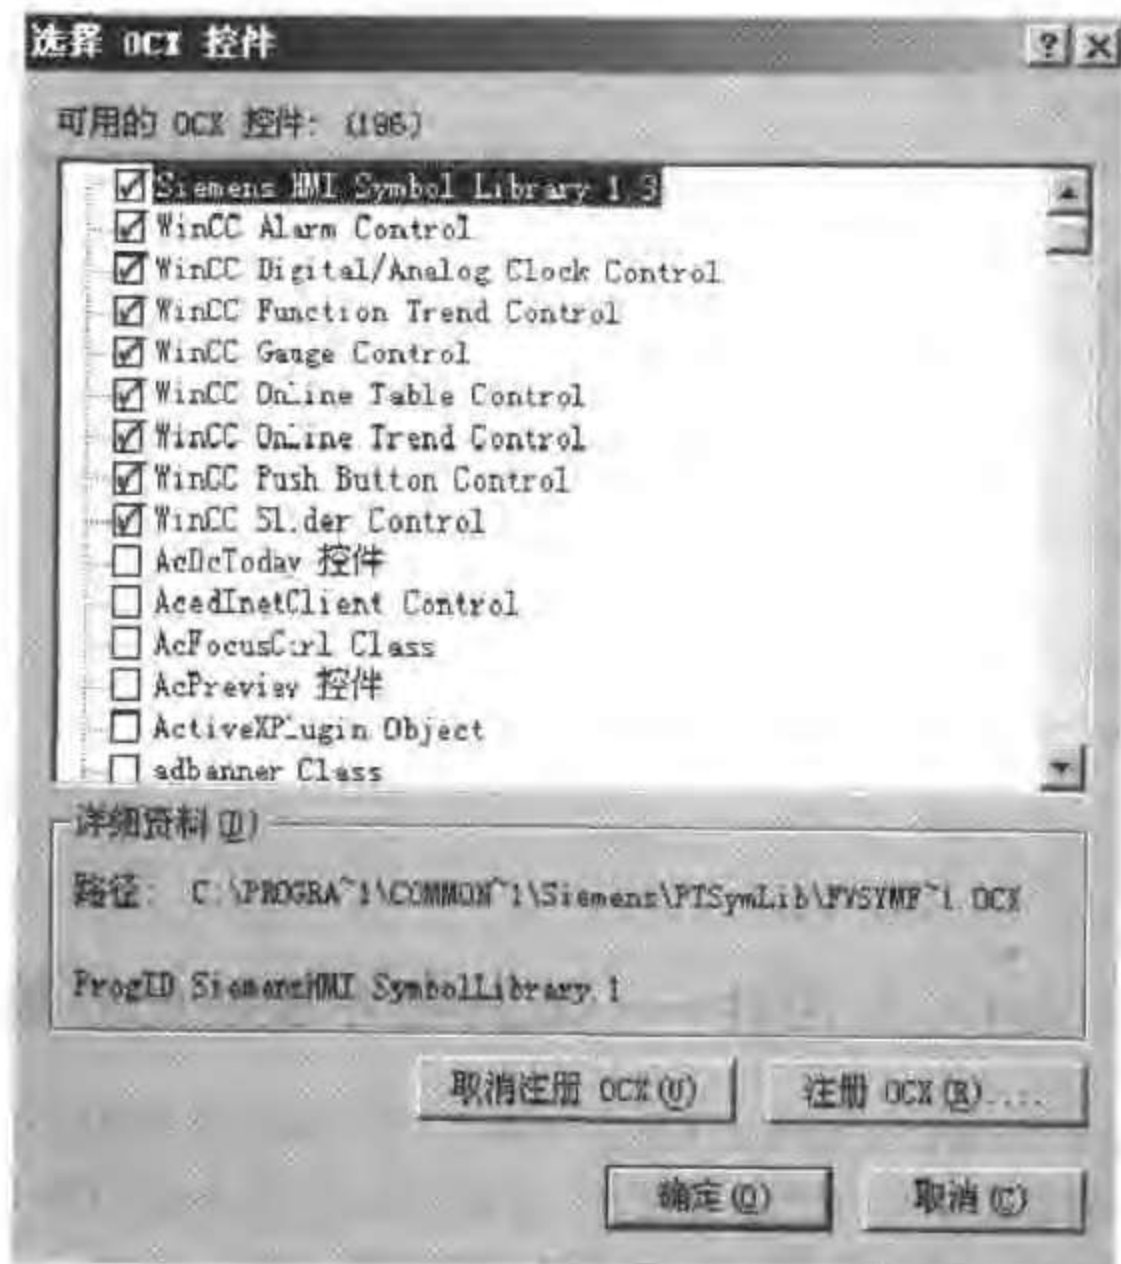 选择 OCX 控件
可用的 OCX 控件: (196)
Siemens HMI Symbol Library 1.3
WinCC Alarm Control
WinCC Digital/Analog Clock Control
WinCC Function Trend Control
WinCC Gauge Control
WinCC Online Table Control
WinCC Online Trend Control
WinCC Push Button Control
WinCC Slider Control
AcDcToday 控件
AcedInetClient Control
AcFocusCtrl Class
AcPreview 控件
ActiveXPlugin Object
adbanner Class
详细资料(D)
路径: C:\PROGRA~1\COMMON~1\Siemens\PTSymLib\
ProgID SiemensHMI SymbolLibrary.1
取消注册 OCX(U)
注册 OCX(R)....
确定(O)
取消(C)